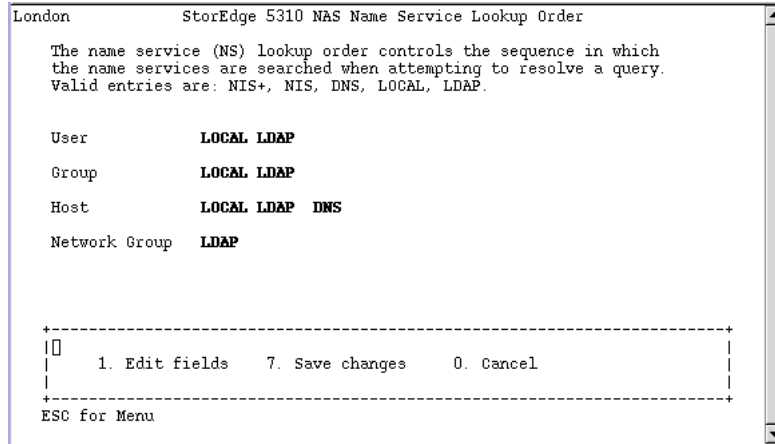 London StorEdge 5310 NAS Name Service Lookup Order
The name service (NS) lookup order controls the sequence in which
the name services are searched when attempting to resolve a query.
Valid entries are: NIS+, NIS, DNS, LOCAL, LDAP.
User LOCAL LDAP
Group LOCAL LDAP
Host LOCAL LDAP DNS
Network Group LDAP
1. Edit fields 7. Save changes 0. Cancel
ESC for Menu